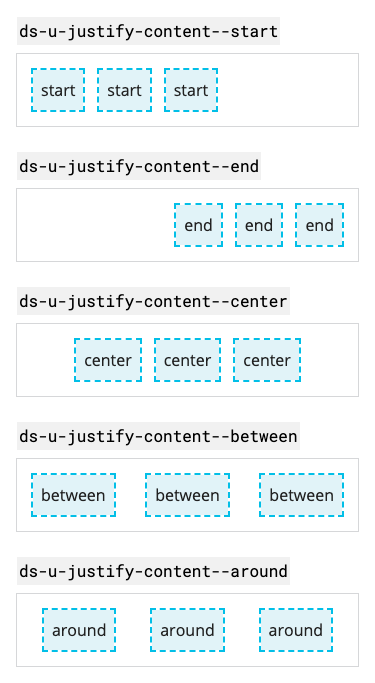 ds-u-justify-content--start
start start start
ds-u-justify-content--end
end end end
ds-u-justify-content--center
center center center
ds-u-justify-content--between
between between between
ds-u-justify-content--around
around around around